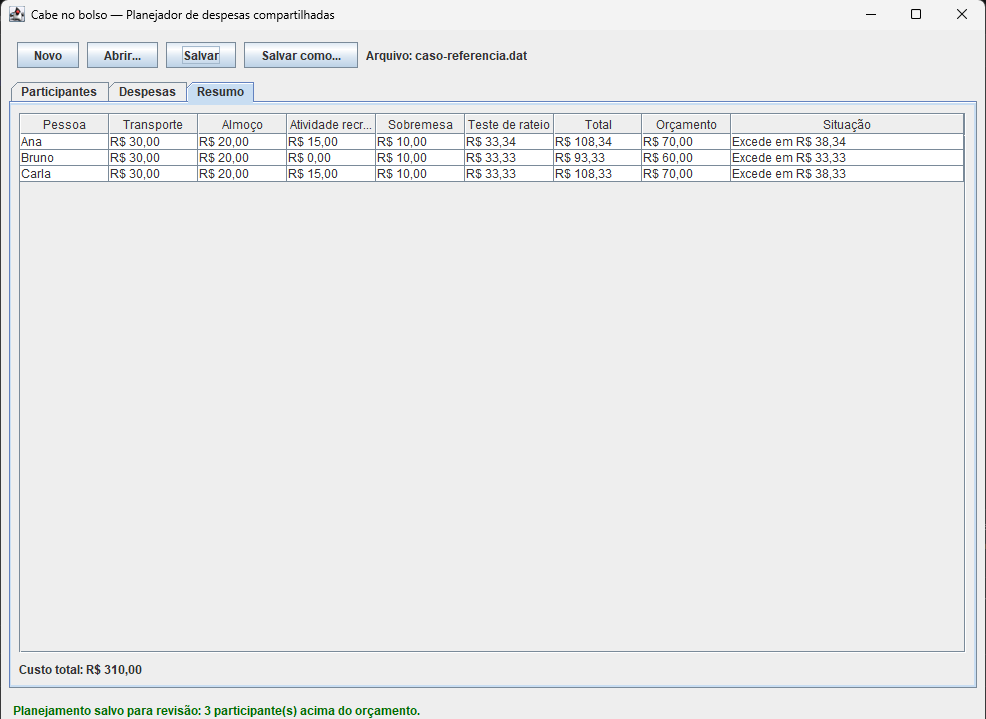 Cabe no bolso — Planejador de despesas compartilhadas
Novo Abrir... Salvar Salvar como... Arquivo: caso-referencia.dat
Participantes Despesas Resumo
Pessoa Transporte Almoço Atividade recr... Sobremesa Teste de rateio Total Orçamento Situação
Ana R$ 30,00 R$ 20,00 R$ 15,00 R$ 10,00 R$ 33,34 R$ 108,34 R$ 70,00 Excede em R$ 38,34
Bruno R$ 30,00 R$ 20,00 R$ 0,00 R$ 10,00 R$ 33,33 R$ 93,33 R$ 60,00 Excede em R$ 33,33
Carla R$ 30,00 R$ 20,00 R$ 15,00 R$ 10,00 R$ 33,33 R$ 108,33 R$ 70,00 Excede em R$ 38,33
Custo total: R$ 310,00
Planejamento salvo para revisão: 3 participante(s) acima do orçamento.